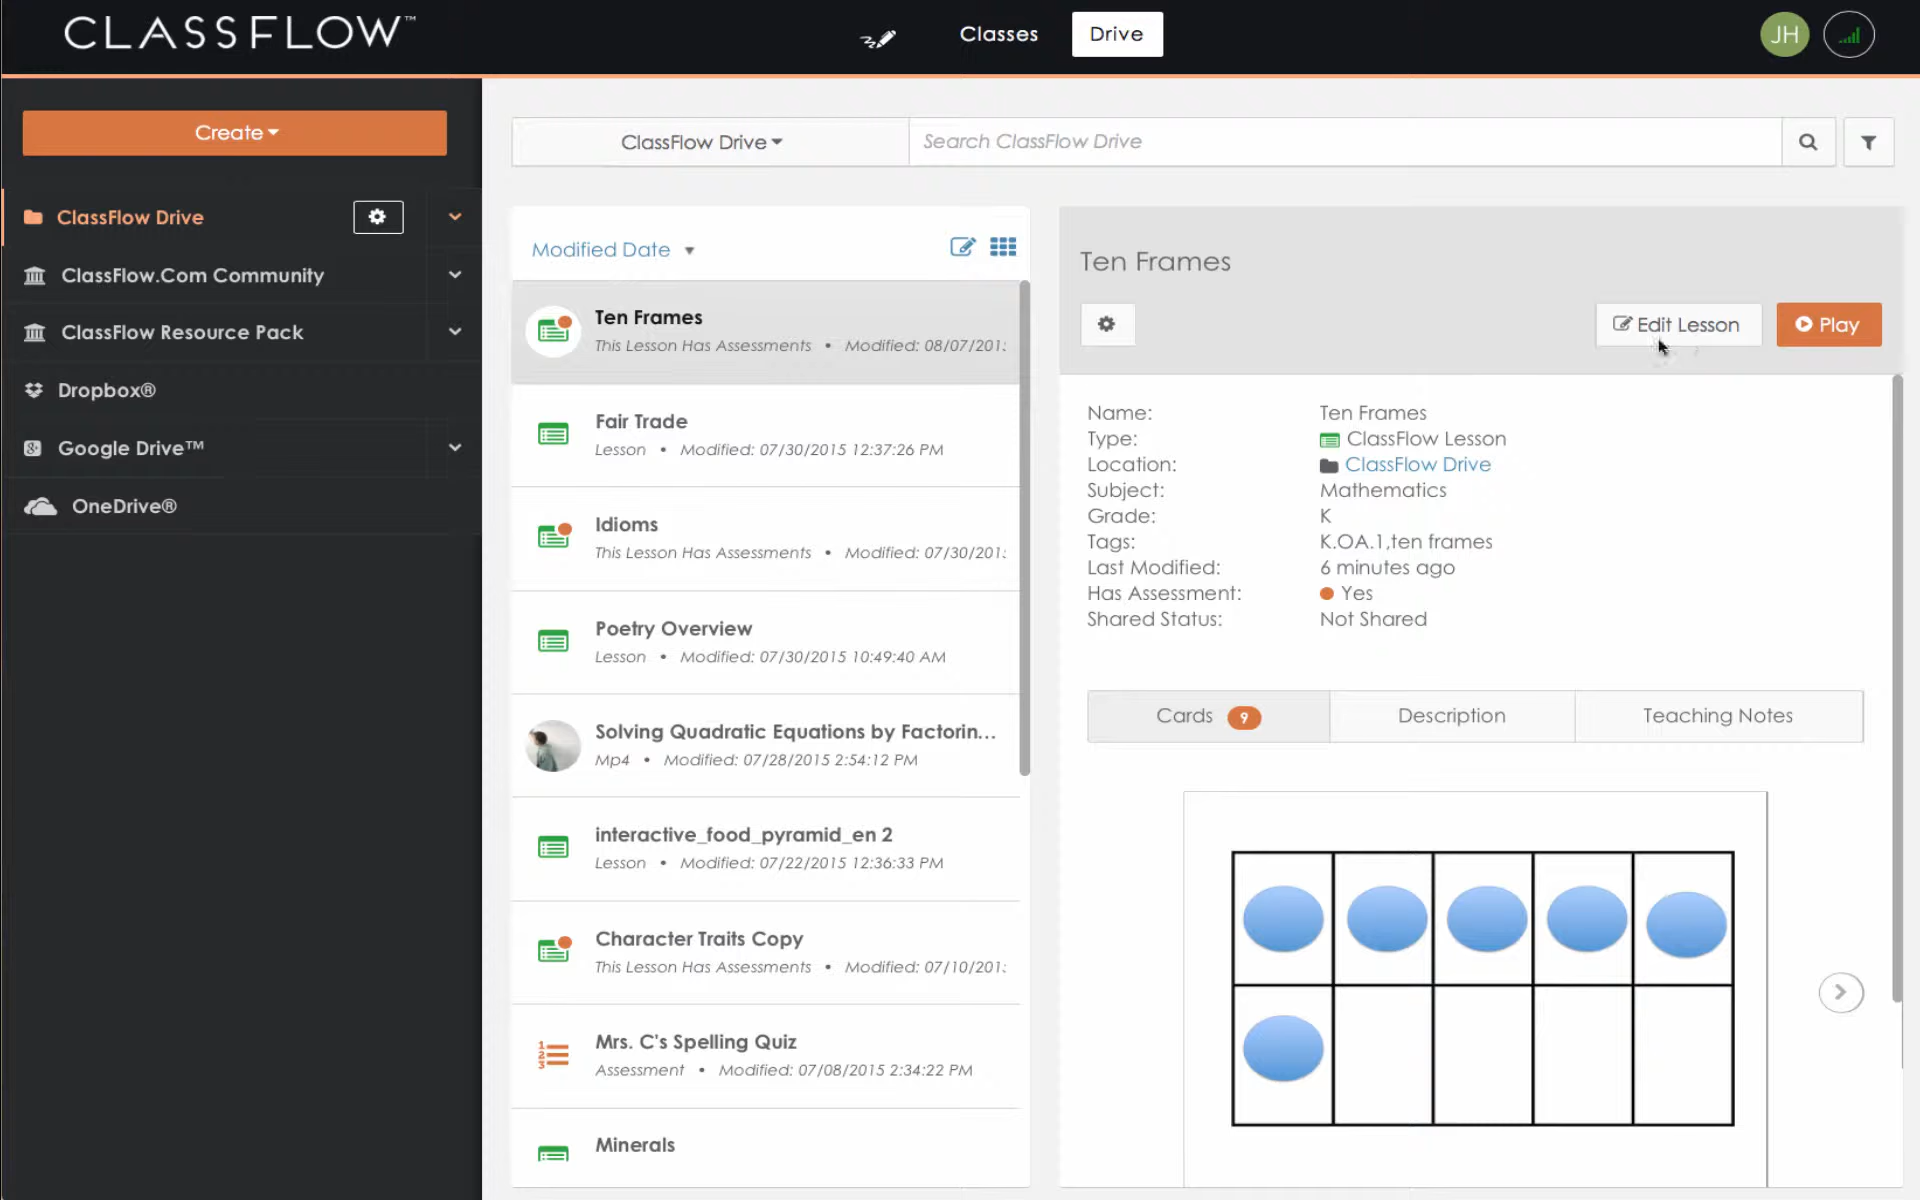 CLASSFLOW™
Classes
Drive
JH
Create
ClassFlow Drive
ClassFlow.Com Community
ClassFlow Resource Pack
Dropbox®
Google Drive™
OneDrive®
ClassFlow Drive
Search ClassFlow Drive
Modified Date
Ten Frames
This Lesson Has Assessments • Modified: 08/07/201
Fair Trade
Lesson • Modified: 07/30/2015 12:37:26 PM
Idioms
This Lesson Has Assessments • Modified: 07/30/201
Poetry Overview
Lesson • Modified: 07/30/2015 10:49:40 AM
Solving Quadratic Equations by Factorin...
Mp4 • Modified: 07/28/2015 2:54:12 PM
interactive_food_pyramid_en 2
Lesson • Modified: 07/22/2015 12:36:33 PM
Character Traits Copy
This Lesson Has Assessments • Modified: 07/10/201
Mrs. C's Spelling Quiz
Assessment • Modified: 07/08/2015 2:34:22 PM
Minerals
Ten Frames
Edit Lesson
Play
Name: Ten Frames
Type: ClassFlow Lesson
Location: ClassFlow Drive
Subject: Mathematics
Grade: K
Tags: K.OA.1,ten frames
Last Modified: 6 minutes ago
Has Assessment: Yes
Shared Status: Not Shared
Cards 9
Description
Teaching Notes